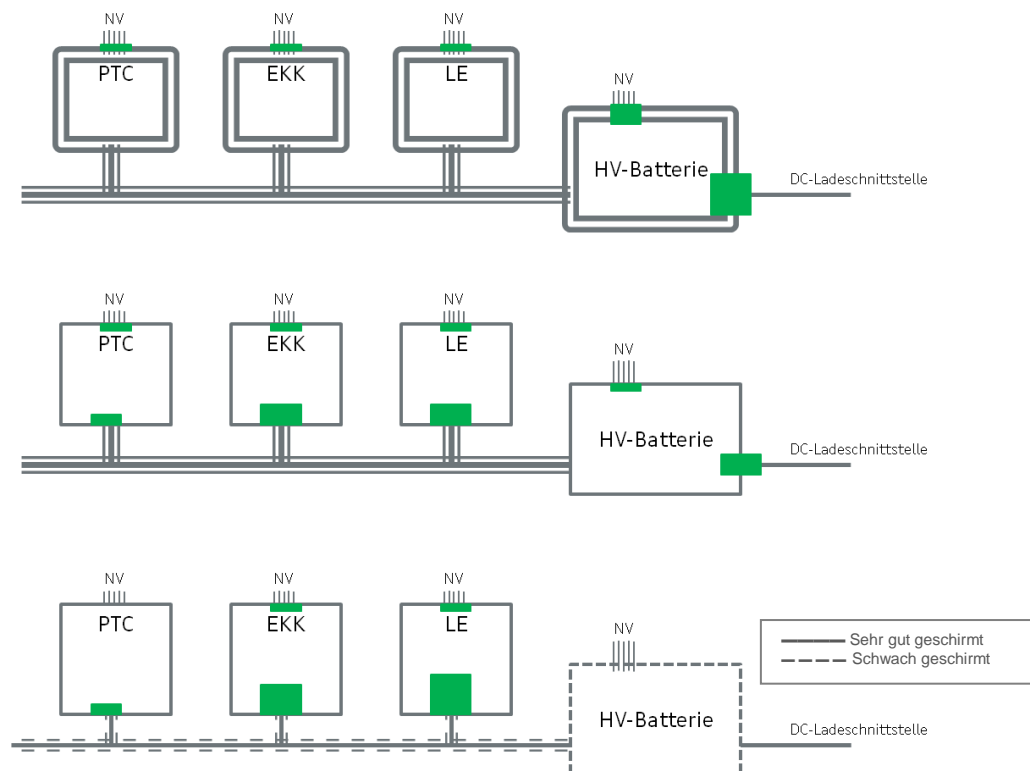 NV NV NV
PTC EKK LE
NV
HV-Batterie
DC-Ladeschnittstelle
NV NV NV
PTC EKK LE
NV
HV-Batterie
DC-Ladeschnittstelle
NV NV NV
PTC EKK LE
NV
Sehr gut geschirmt
Schwach geschirmt
HV-Batterie
DC-Ladeschnittstelle